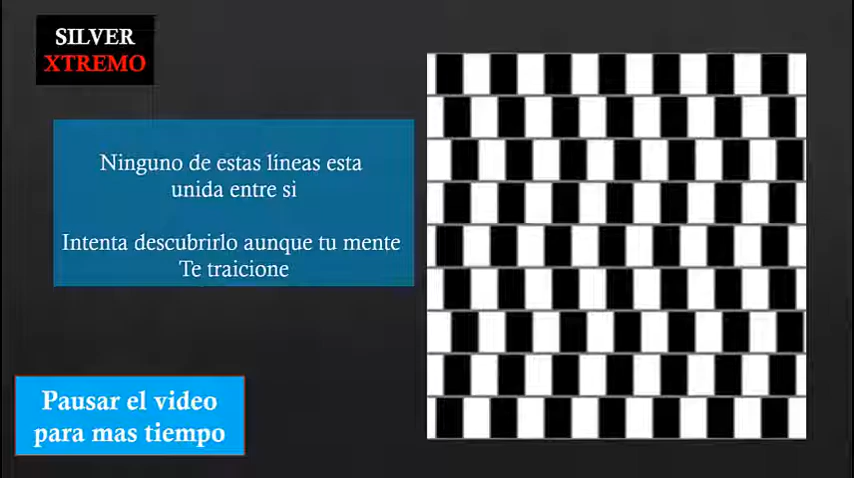 SILVER
XTREMO
Ninguno de estas líneas esta
unida entre si
Intenta descubrirlo aunque tu mente
Te traicione
Pausar el video
para mas tiempo